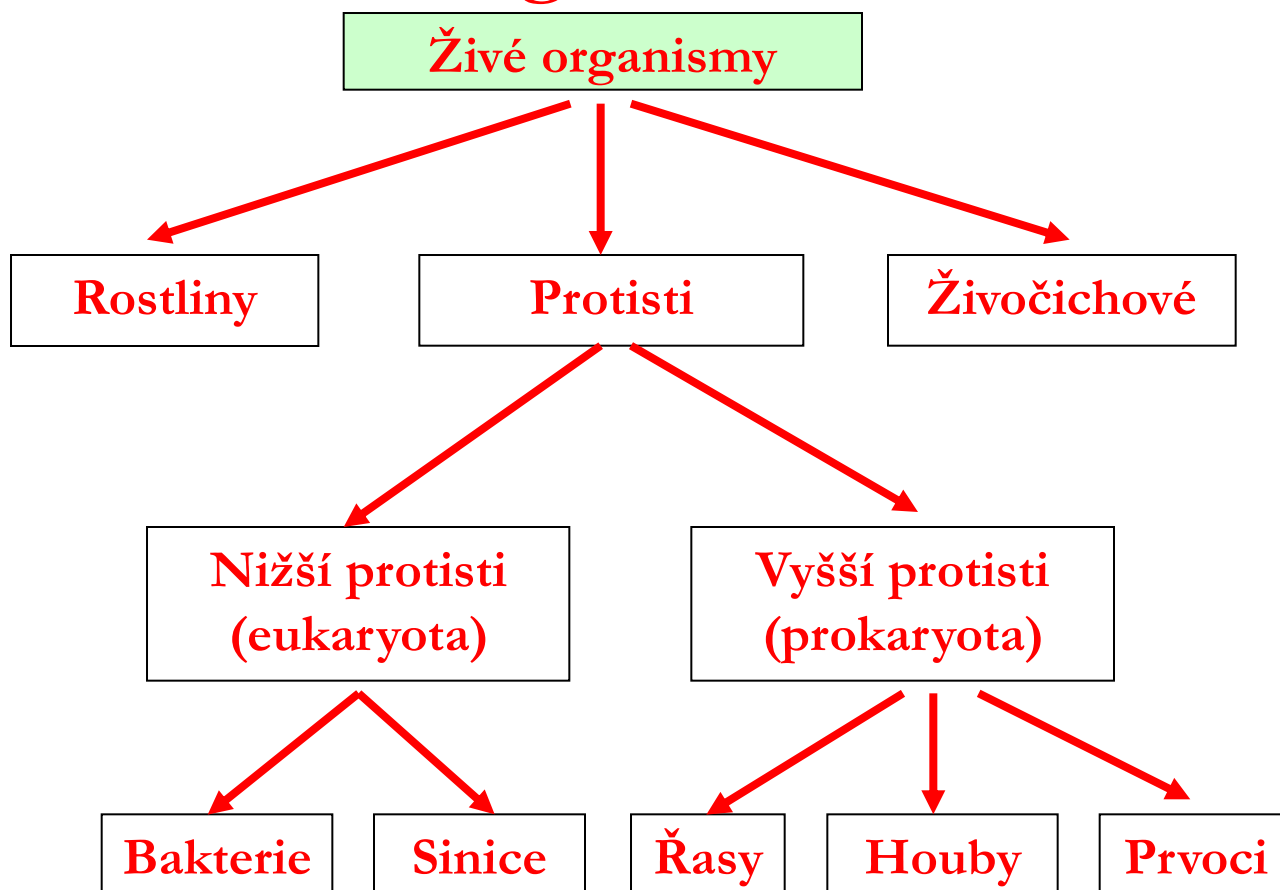 Živé organismy
Rostliny
Protisti
Živočichové
Nižší protisti
(eukaryota)
Vyšší protisti
(prokaryota)
Bakterie
Sinice
Řasy
Houby
Prvoci